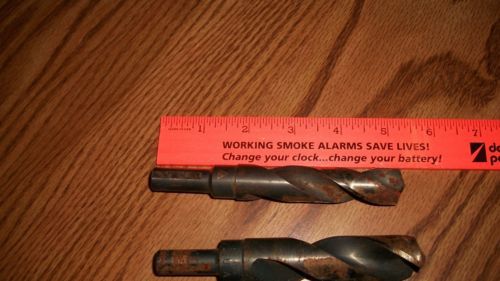 1 2 3 4 5 6 7
WORKING SMOKE ALARMS SAVE LIVES!
Change your clock...change your battery!